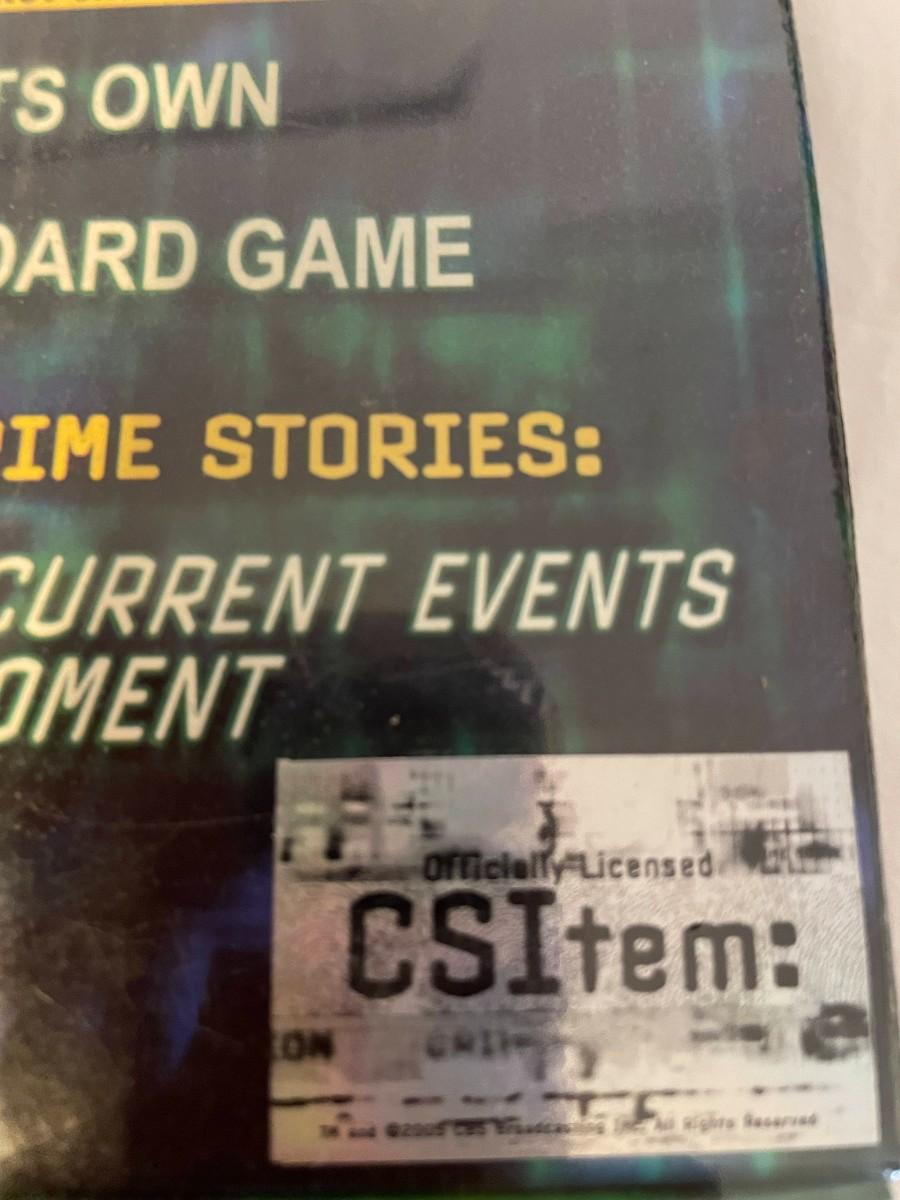 TS OWN
OARD GAME
IME STORIES:
CURRENT EVENTS
OMENT
Officially Licensed
CSItem:
ION
TM and ©2005 CBS Broadcasting Inc. All Rights Reserved